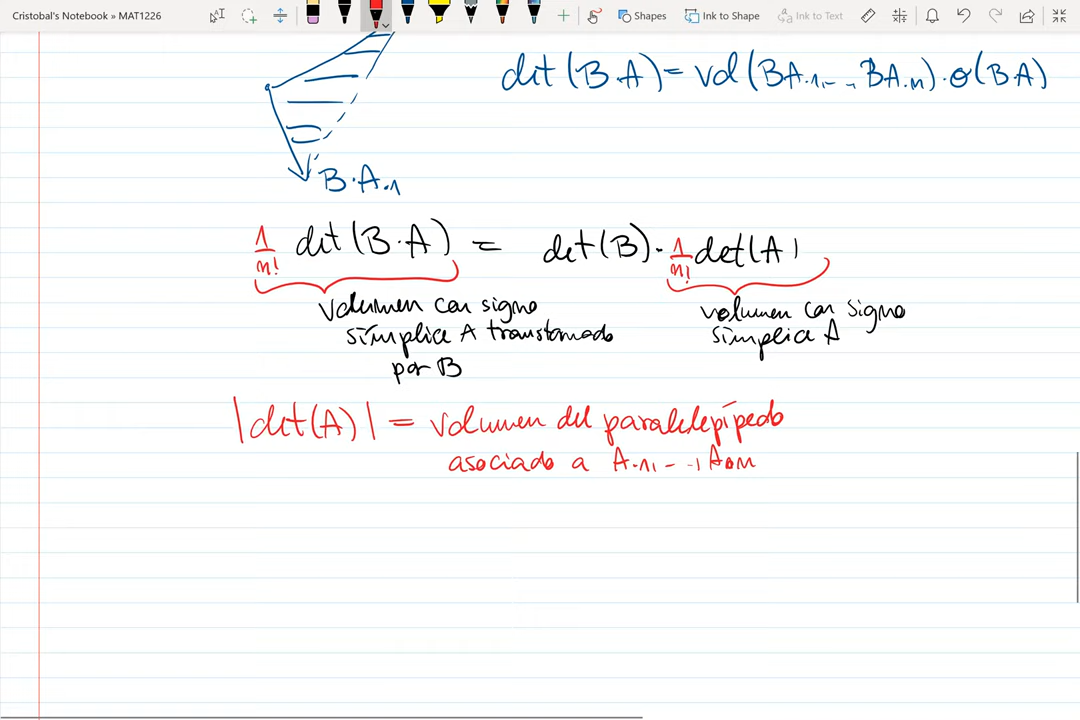 Cristobal's Notebook » MAT1226
Shapes
Ink to Shape
Ink to Text
det(B·A) = vol(BA.1, .., BA.n)·σ(BA)
B·A.1
1/n! det(B·A) = det(B)·1/n! det(A)
volumen con signo
simplice A transformado
por B
volumen con signo
simplice A
|det(A)| = volumen del paralelepípedo
asociado a A.1, .., A.n